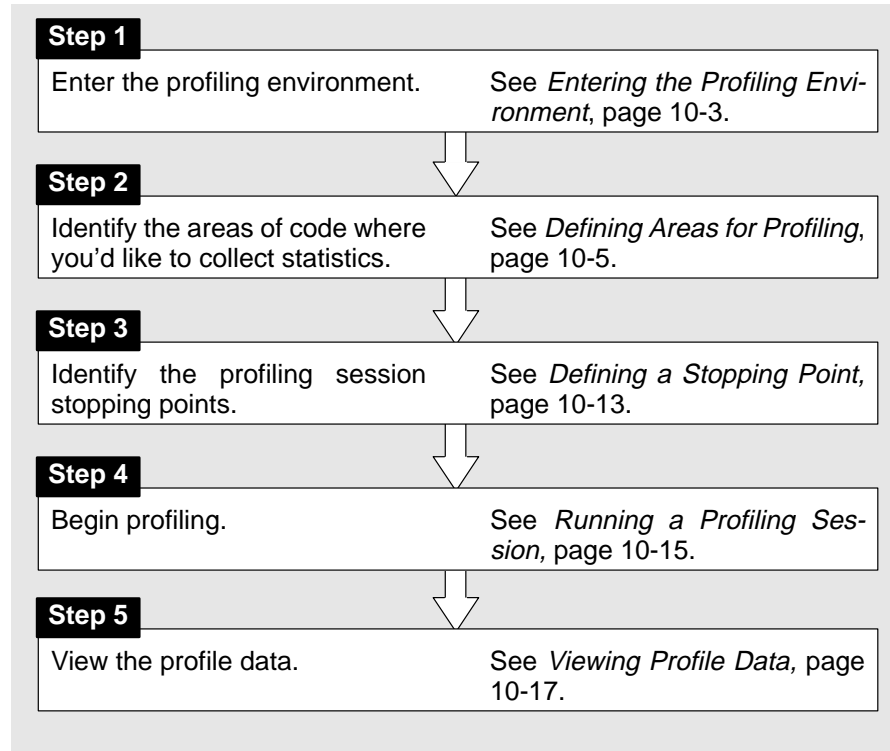 Step 1
Enter the profiling environment.
See Entering the Profiling Envi-
ronment, page 10-3.
Step 2
Identify the areas of code where
you'd like to collect statistics.
See Defining Areas for Profiling,
page 10-5.
Step 3
Identify the profiling session
stopping points.
See Defining a Stopping Point,
page 10-13.
Step 4
Begin profiling.
See Running a Profiling Ses-
sion, page 10-15.
Step 5
View the profile data.
See Viewing Profile Data, page
10-17.